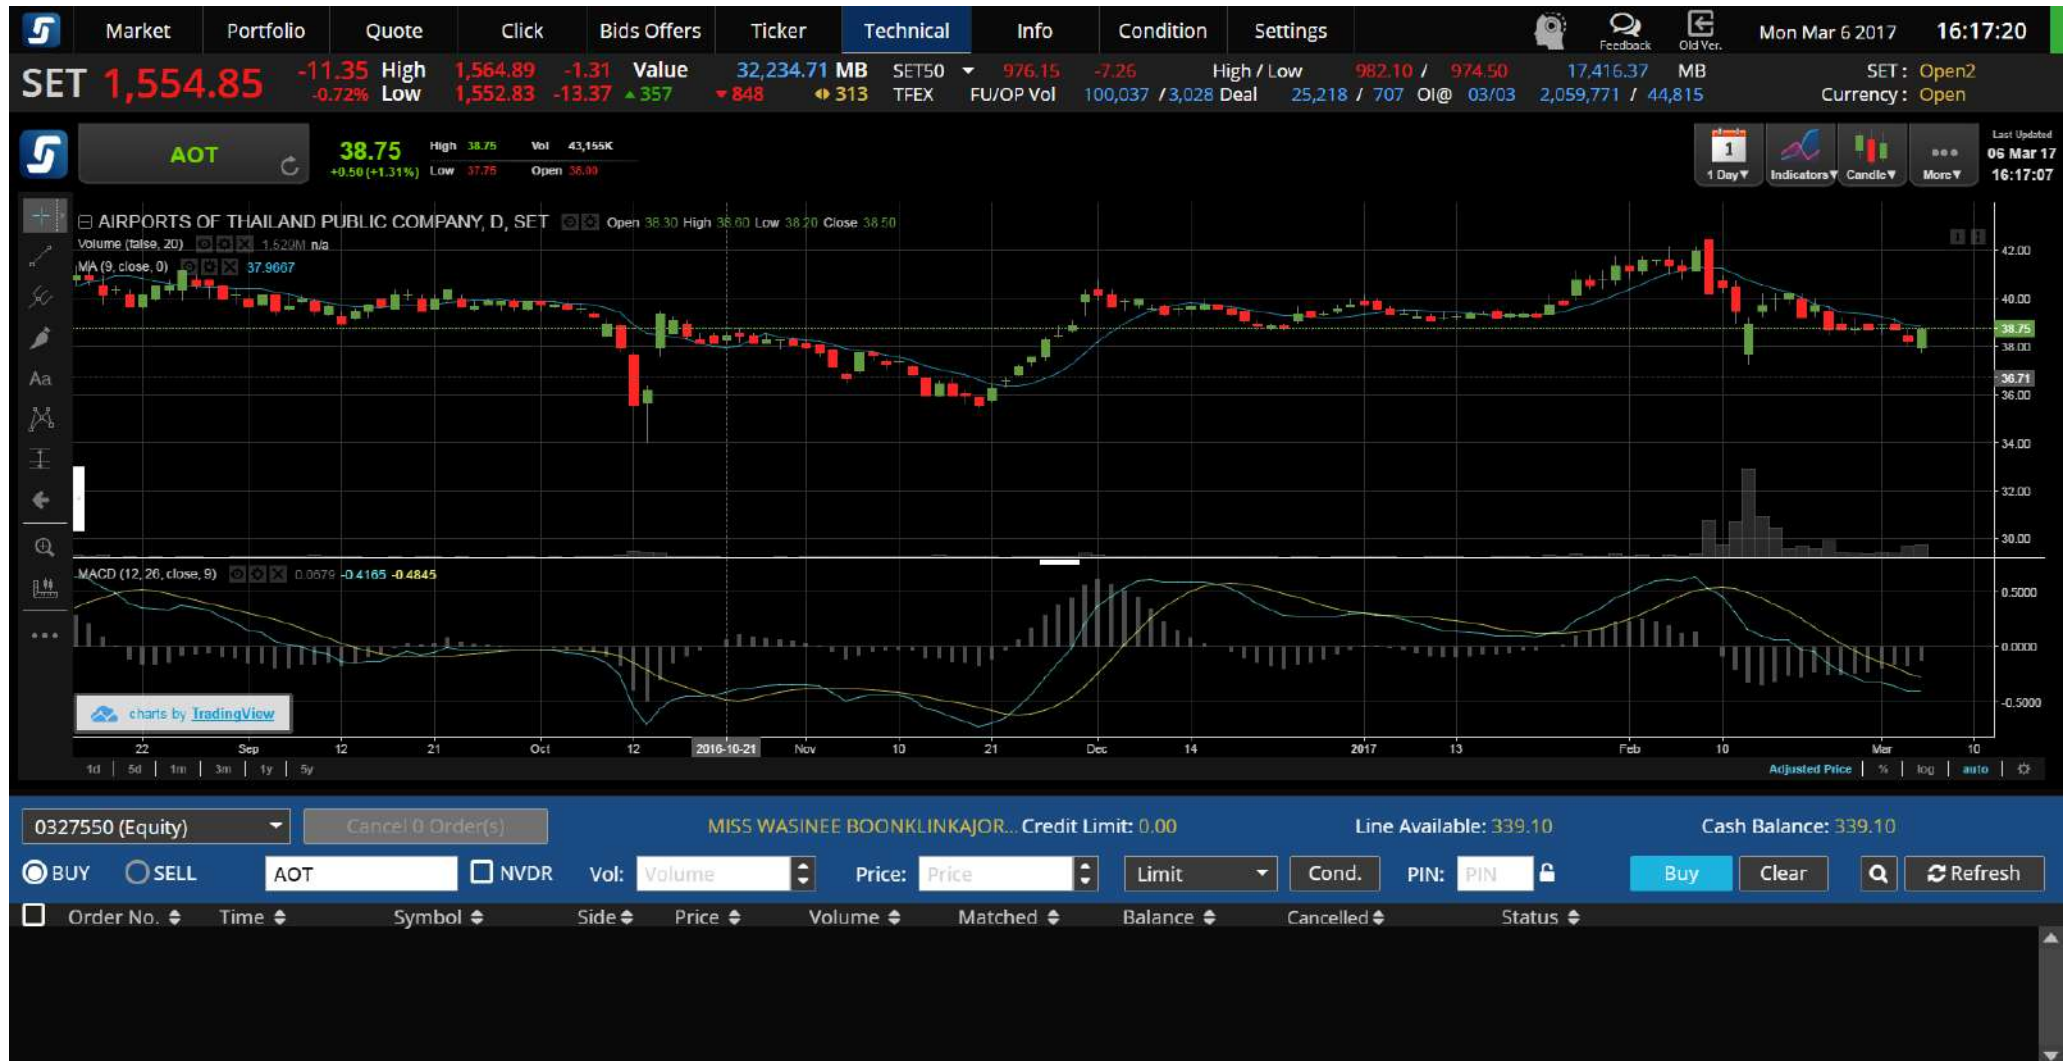 Market Portfolio Quote Click Bids Offers Ticker Technical Info Condition Settings Feedback Old Ver. Mon Mar 6 2017 16:17:20
SET 1,554.85 -11.35 High 1,564.89 -1.31 Value 32,234.71 MB SET50 976.15 -7.26 High / Low 982.10 / 974.50 17,416.37 MB SET : Open2
-0.72% Low 1,552.83 -13.37 357 848 313 TFEX FU/OP Vol 100,037 / 3,028 Deal 25,218 / 707 OI@ 03/03 2,059,771 / 44,815 Currency : Open
AOT 38.75 High 38.75 Vol 43,155K
+0.50 (+1.31%) Low 37.75 Open 38.00
1 1 Day▼ Indicators▼ Candle▼ More▼
Last Updated
06 Mar 17
16:17:07
AIRPORTS OF THAILAND PUBLIC COMPANY, D, SET Open 38.30 High 38.60 Low 38.20 Close 38.50
Volume (false, 20) 1.529M n/a
MA (9, close, 0) 37.9667
Aa
42.00
40.00
38.75
38.00
36.71
36.00
34.00
32.00
30.00
MACD (12, 26, close, 9) 0.0679 -0.4165 -0.4845
0.5000
0.0000
-0.5000
charts by TradingView
22 Sep 12 21 Oct 12 2016-10-21 Nov 10 21 Dec 14 2017 13 Feb 10 Mar 10
1d 5d 1m 3m 1y 5y Adjusted Price % log auto
0327550 (Equity) Cancel 0 Order(s) MISS WASINEE BOONKLINKAJOR... Credit Limit: 0.00 Line Available: 339.10 Cash Balance: 339.10
BUY SELL AOT NVDR Vol: Volume Price: Price Limit Cond. PIN: PIN Buy Clear Refresh
Order No. Time Symbol Side Price Volume Matched Balance Cancelled Status